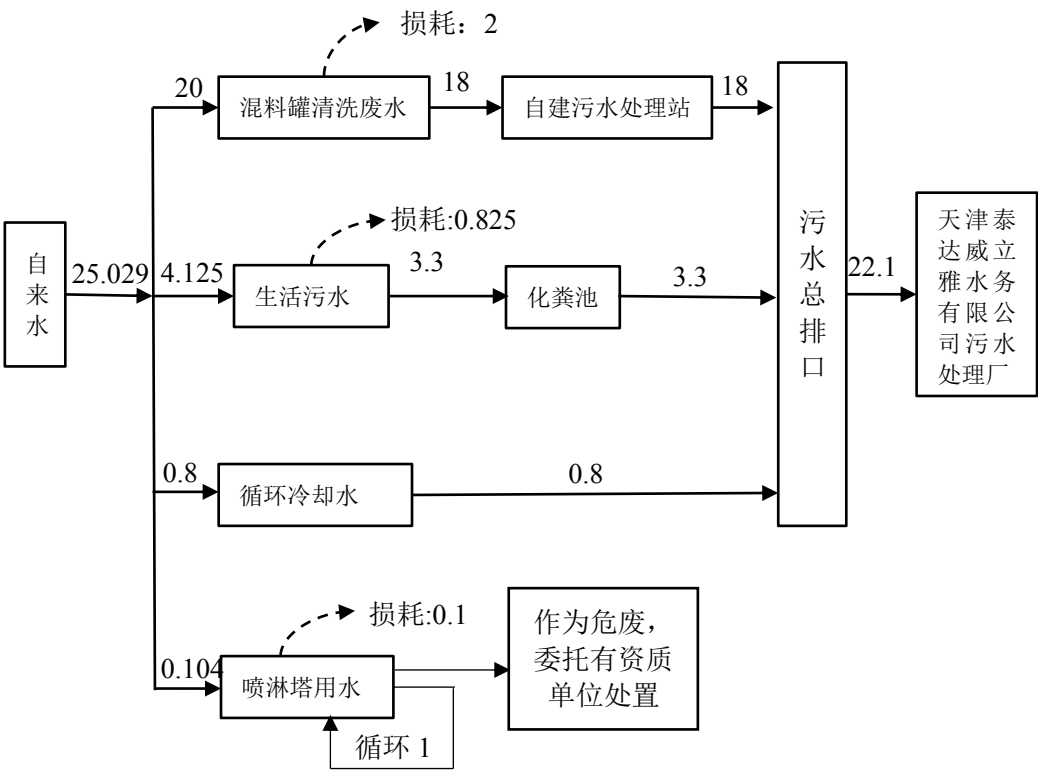 损耗：2
20
混料罐清洗废水
18
自建污水处理站
18
损耗:0.825
自来水
25.029
4.125
生活污水
3.3
化粪池
3.3
污水总排口
22.1
天津泰
达威立
雅水务
有限公
司污水
处理厂
0.8
循环冷却水
0.8
损耗:0.1
0.104
喷淋塔用水
循环 1
作为危废，
委托有资质
单位处置